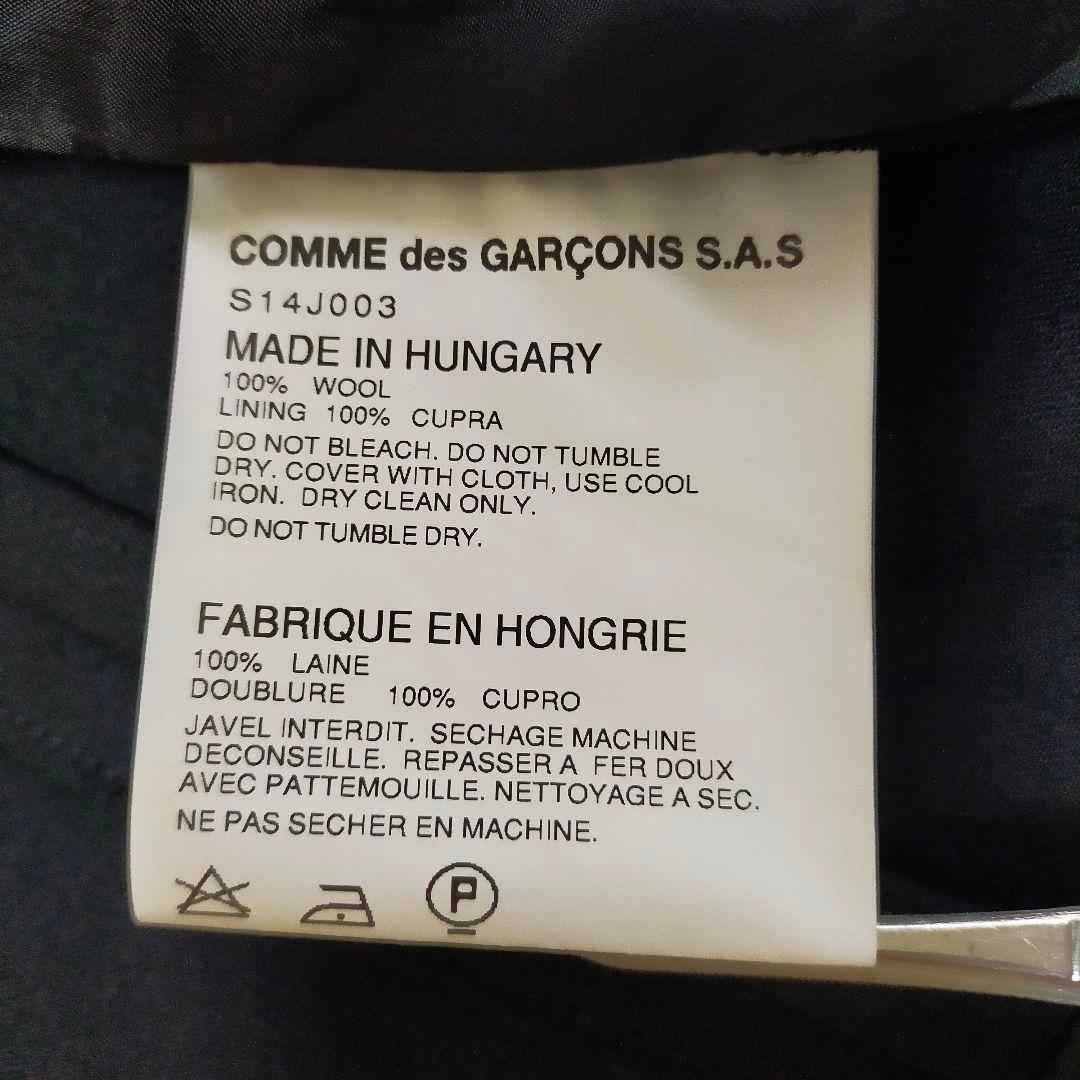 COMME des GARÇONS S.A.S
S14J003
MADE IN HUNGARY
100% WOOL
LINING 100% CUPRA
DO NOT BLEACH. DO NOT TUMBLE
DRY. COVER WITH CLOTH, USE COOL
IRON. DRY CLEAN ONLY.
DO NOT TUMBLE DRY.
FABRIQUE EN HONGRIE
100% LAINE
DOUBLURE 100% CUPRO
JAVEL INTERDIT. SECHAGE MACHINE
DECONSEILLE. REPASSER A FER DOUX
AVEC PATTEMOUILLE. NETTOYAGE A SEC.
NE PAS SECHER EN MACHINE.
P